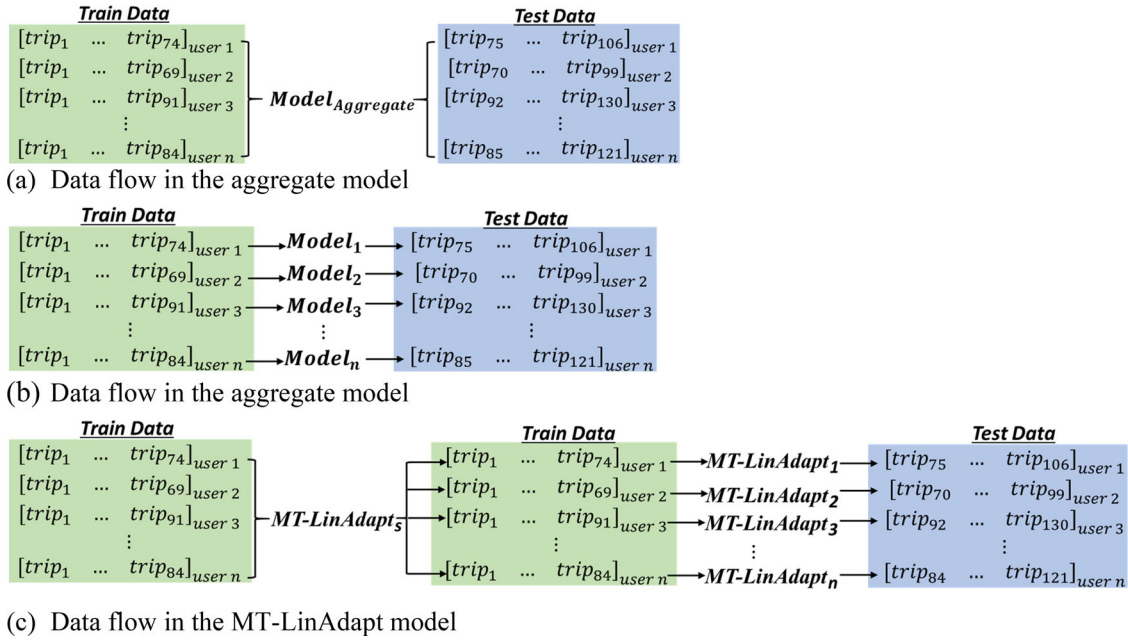 Train Data Test Data
[trip1 ... trip74]user 1 [trip75 ... trip106]user 1
[trip1 ... trip69]user 2 [trip70 ... trip99]user 2
[trip1 ... trip91]user 3 ModelAggregate [trip92 ... trip130]user 3
⋮ ⋮
[trip1 ... trip84]user n [trip85 ... trip121]user n
(a) Data flow in the aggregate model
Train Data Test Data
[trip1 ... trip74]user 1 Model1 [trip75 ... trip106]user 1
[trip1 ... trip69]user 2 Model2 [trip70 ... trip99]user 2
[trip1 ... trip91]user 3 Model3 [trip92 ... trip130]user 3
⋮ ⋮ ⋮
[trip1 ... trip84]user n Modeln [trip85 ... trip121]user n
(b) Data flow in the aggregate model
Train Data Train Data Test Data
[trip1 ... trip74]user 1 [trip1 ... trip74]user 1 MT-LinAdapt1 [trip75 ... trip106]user 1
[trip1 ... trip69]user 2 [trip1 ... trip69]user 2 MT-LinAdapt2 [trip70 ... trip99]user 2
[trip1 ... trip91]user 3 MT-LinAdapts [trip1 ... trip91]user 3 MT-LinAdapt3 [trip92 ... trip130]user 3
⋮ ⋮ ⋮ ⋮
[trip1 ... trip84]user n [trip1 ... trip84]user n MT-LinAdaptn [trip84 ... trip121]user n
(c) Data flow in the MT-LinAdapt model